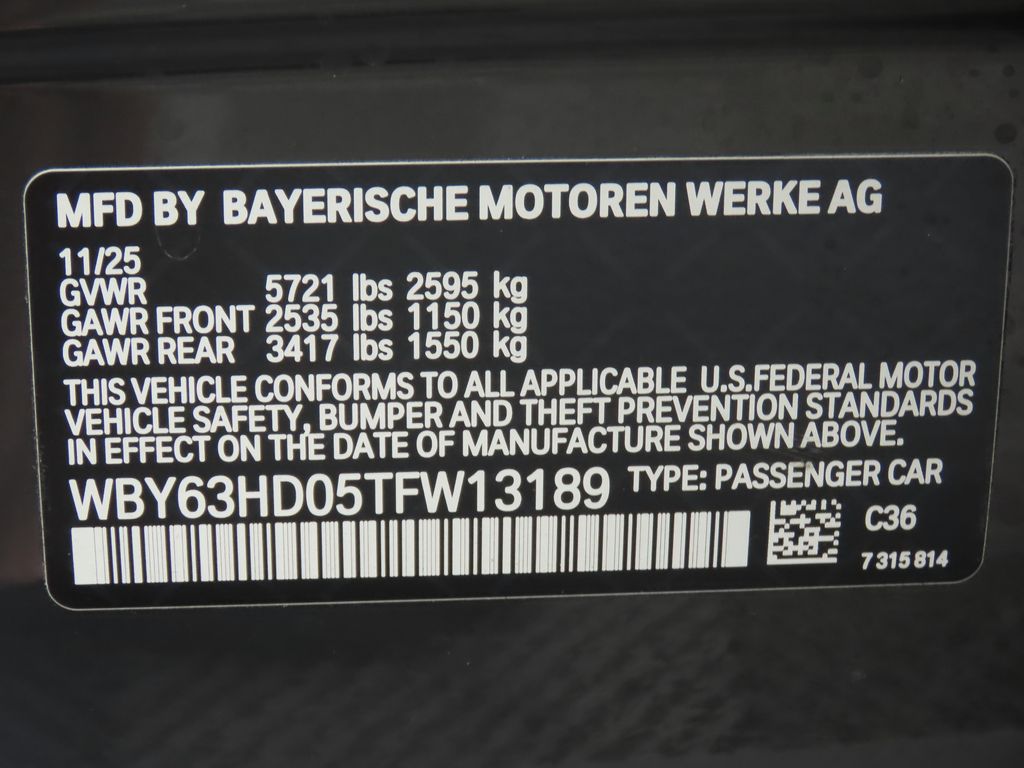 MFD BY BAYERISCHE MOTOREN WERKE AG
11/25
GVWR 5721 lbs 2595 kg
GAWR FRONT 2535 lbs 1150 kg
GAWR REAR 3417 lbs 1550 kg
THIS VEHICLE CONFORMS TO ALL APPLICABLE U.S.FEDERAL MOTOR
VEHICLE SAFETY, BUMPER AND THEFT PREVENTION STANDARDS
IN EFFECT ON THE DATE OF MANUFACTURE SHOWN ABOVE.
WBY63HD05TFW13189 TYPE: PASSENGER CAR
C36
7 315 814